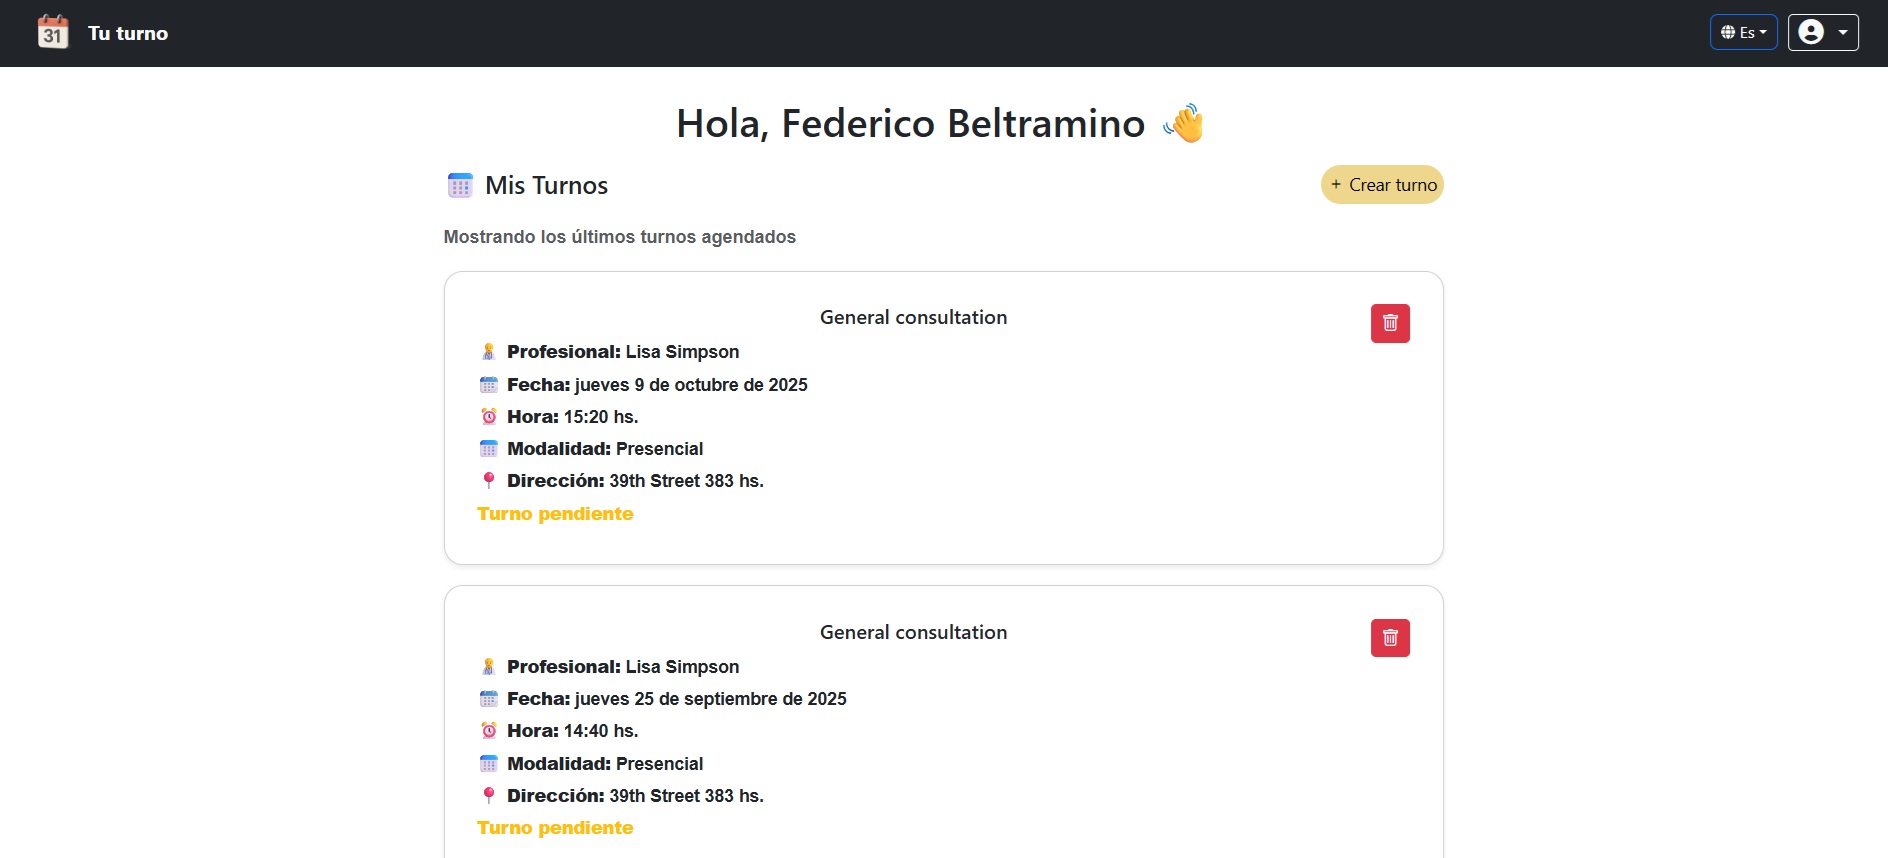 31 Tu turno Es
Hola, Federico Beltramino 👋
Mis Turnos
+ Crear turno
Mostrando los últimos turnos agendados
General consultation
Profesional: Lisa Simpson
Fecha: jueves 9 de octubre de 2025
Hora: 15:20 hs.
Modalidad: Presencial
Dirección: 39th Street 383 hs.
Turno pendiente
General consultation
Profesional: Lisa Simpson
Fecha: jueves 25 de septiembre de 2025
Hora: 14:40 hs.
Modalidad: Presencial
Dirección: 39th Street 383 hs.
Turno pendiente